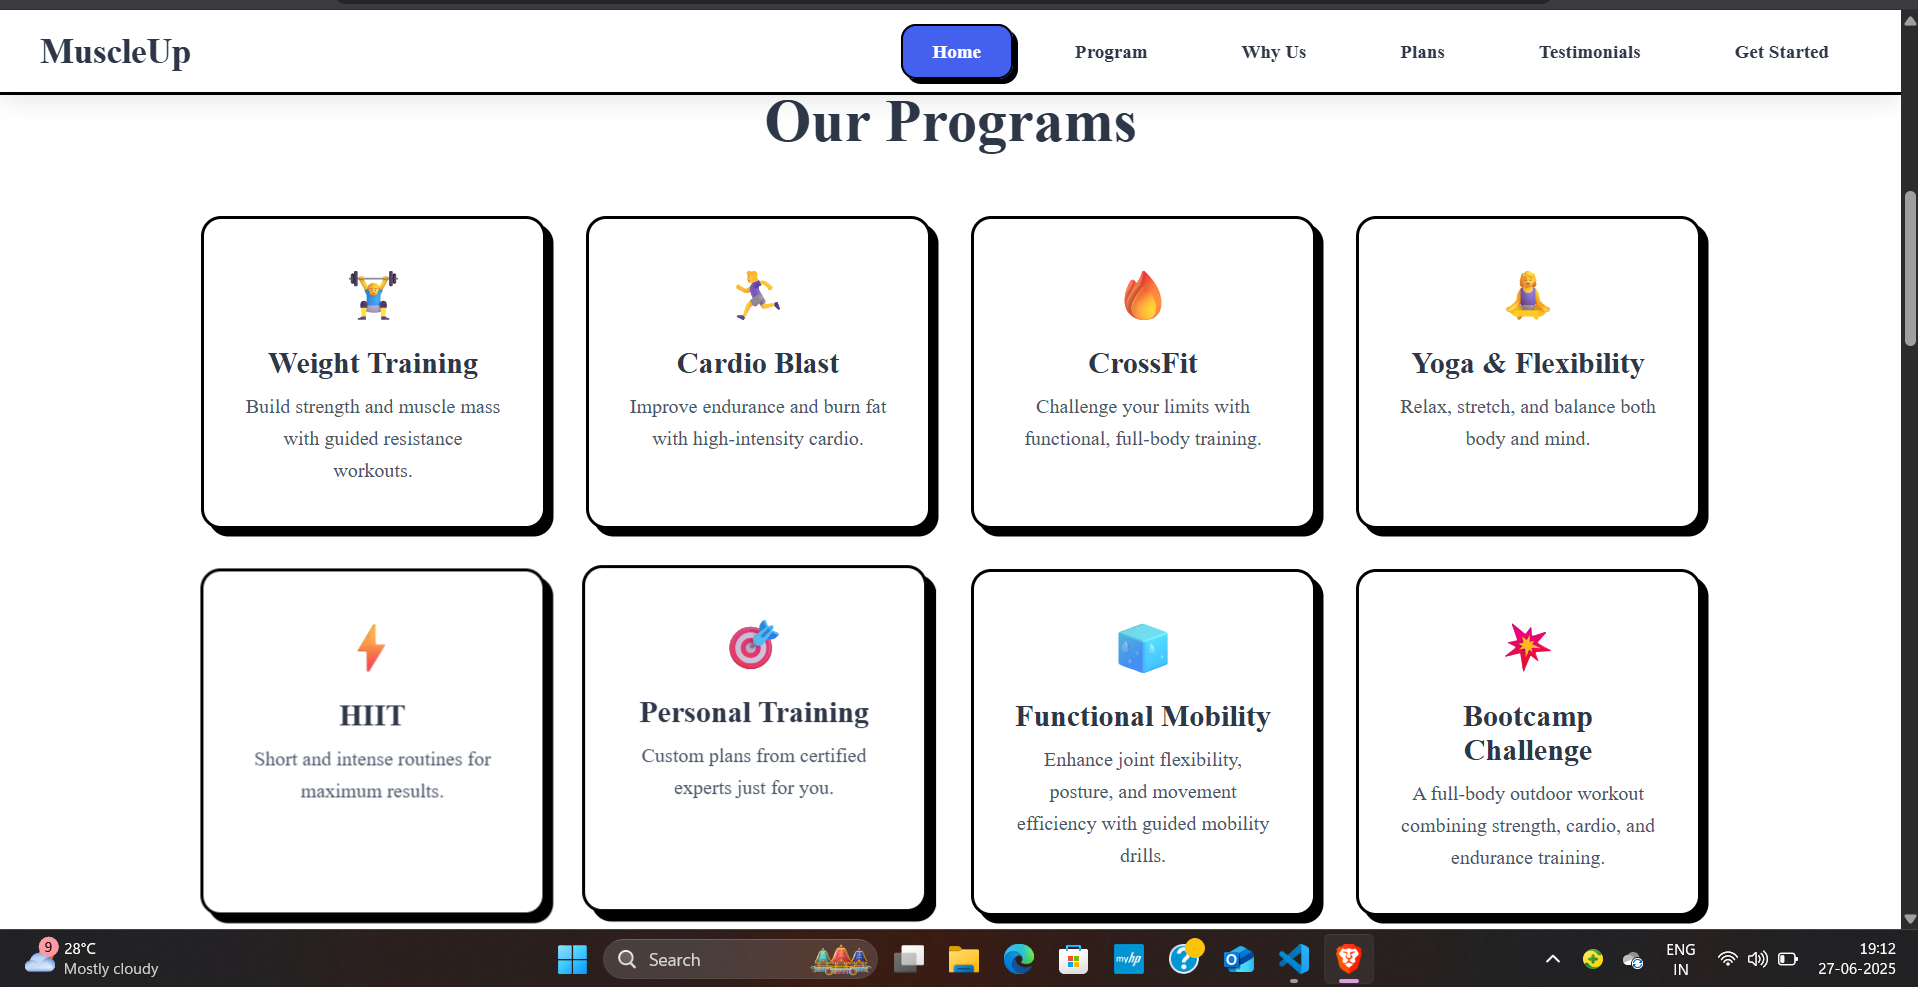 MuscleUp
Home
Program
Why Us
Plans
Testimonials
Get Started
Our Programs
Weight Training
Build strength and muscle mass
with guided resistance
workouts.
Cardio Blast
Improve endurance and burn fat
with high-intensity cardio.
CrossFit
Challenge your limits with
functional, full-body training.
Yoga & Flexibility
Relax, stretch, and balance both
body and mind.
HIIT
Short and intense routines for
maximum results.
Personal Training
Custom plans from certified
experts just for you.
Functional Mobility
Enhance joint flexibility,
posture, and movement
efficiency with guided mobility
drills.
Bootcamp
Challenge
A full-body outdoor workout
combining strength, cardio, and
endurance training.
9
28°C
Mostly cloudy
Search
myhp
ENG
IN
19:12
27-06-2025